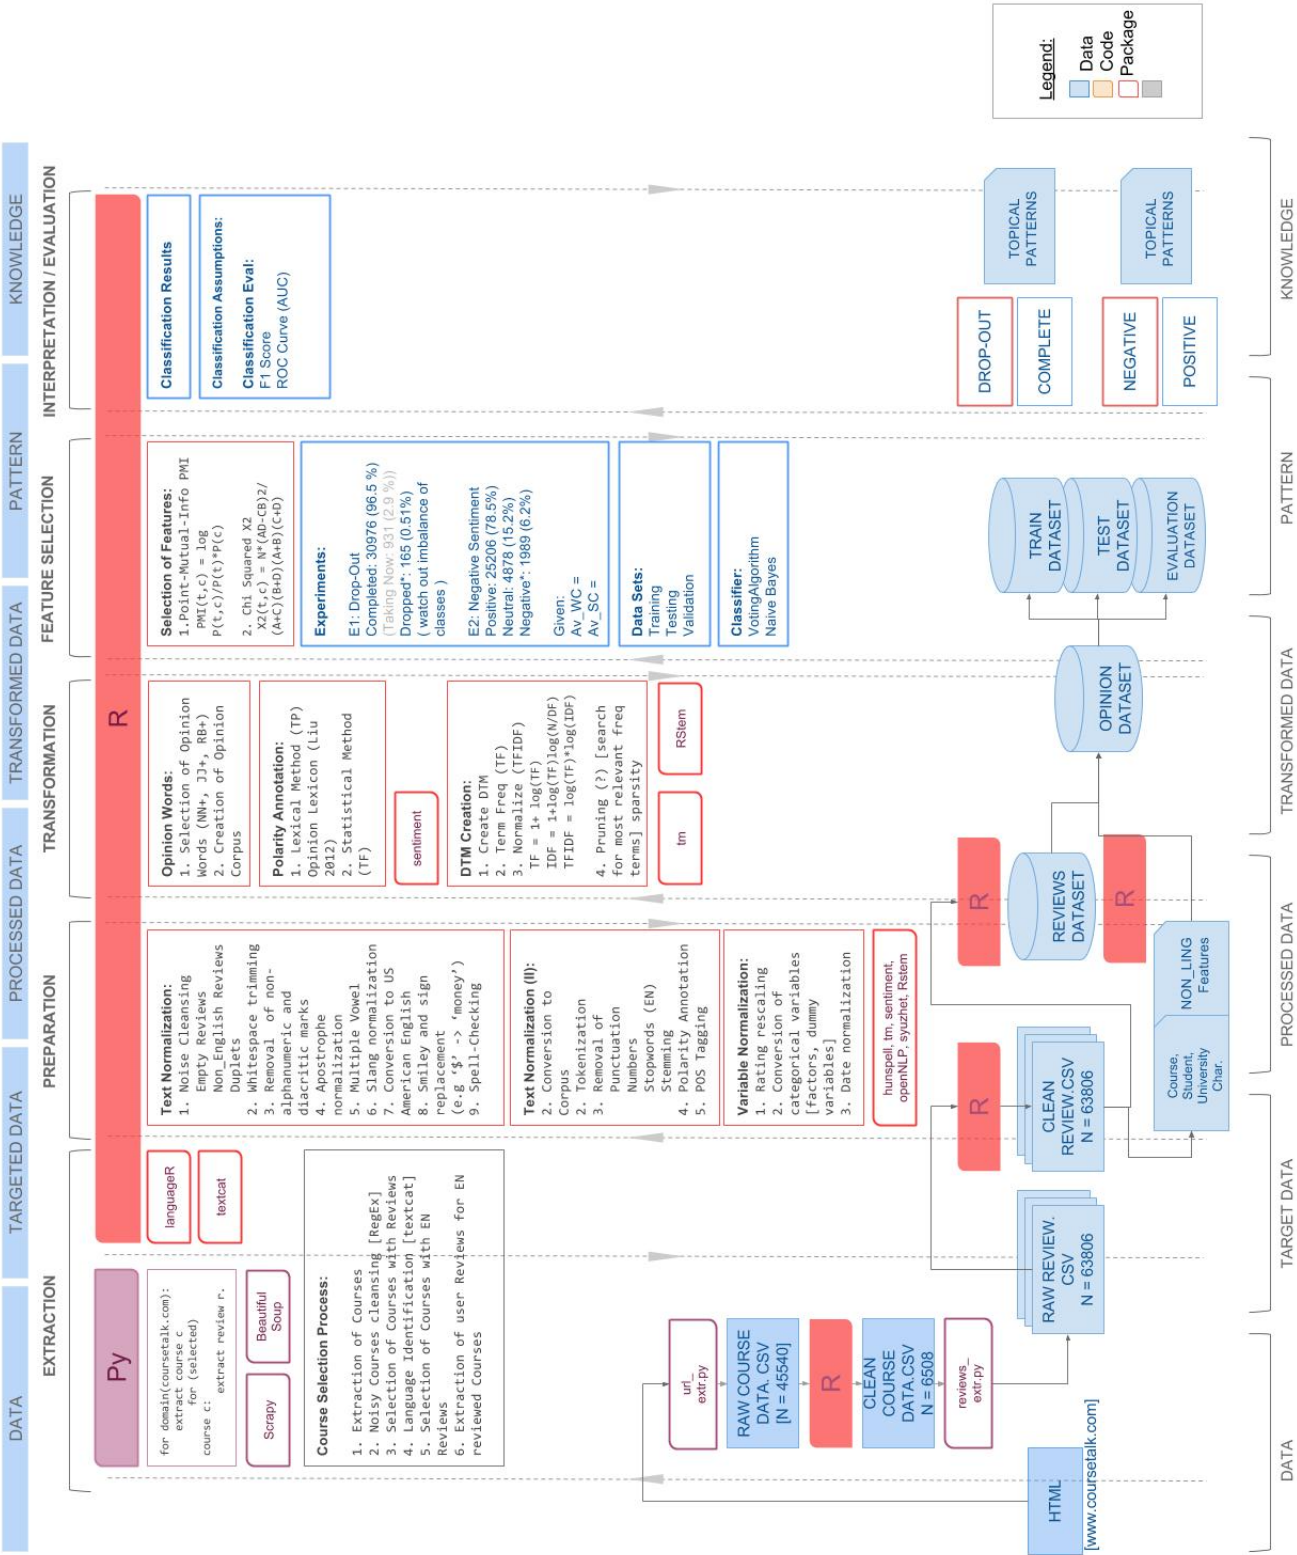 DATA
TARGETED DATA
PROCESSED DATA
TRANSFORMED DATA
PATTERN
KNOWLEDGE
EXTRACTION
PREPARATION
TRANSFORMATION
FEATURE SELECTION
INTERPRETATION / EVALUATION
Py
R
for domain(coursetalk.com):
extract course c
for (selected)
course c:   extract review r.
Scrapy
Beautiful
Soup
languageR
textcat
Course Selection Process:
1. Extraction of Courses
2. Noisy Courses cleansing [RegEx]
3. Selection of Courses with Reviews
4. Language Identification [textcat]
5. Selection of Courses with EN
Reviews
6. Extraction of user Reviews for EN
reviewed Courses
Text Normalization:
1. Noise Cleansing
Empty Reviews
Non_English Reviews
Duplets
2. Whitespace trimming
3. Removal of non-
alphanumeric and
diacritic marks
4. Apostrophe
normalization
5. Multiple Vowel
6. Slang normalization
7. Conversion to US
American English
8. Smiley and sign
replacement
(e.g ‘$’ -> ‘money’)
9. Spell-checking
Text Normalization (II):
2. Conversion to
Corpus
2. Tokenization
3. Removal of
Punctuation
Numbers
Stopwords (EN)
Stemming
4. Polarity Annotation
5. POS Tagging
Variable Normalization:
1. Rating rescaling
2. Conversion of
categorical variables
[factors, dummy
variables]
3. Date normalization
hunspell, tm, sentiment,
openNLP, syuzhet, Rstem
Opinion Words:
1. Selection of Opinion
Words (NN+, JJ+, RB+)
2. Creation of Opinion
Corpus
Polarity Annotation:
1. Lexical Method (TP)
Opinion Lexicon (Liu
2012)
2. Statistical Method
(TF)
sentiment
DTM Creation:
1. Create DTM
2. Term Freq (TF)
3. Normalize (TFIDF)
TF = 1+ log(TF)
IDF = 1+log(TF)log(N/DF)
TFIDF = log(TF)*log(IDF)
4. Pruning (?) [search
for most relevant freq
terms] sparsity
tm
RStem
Selection of Features:
1.Point-Mutual-Info PMI
PMI(t,c) = log
P(t,c)/P(t)*P(c)
2. Chi Squared X2
X2(t,c) = N*(AD-CB)2/
(A+C)(B+D)(A+B)(C+D)
Experiments:
E1: Drop-Out
Completed: 30976 (96.5 %)
(Taking Now: 931 (2.9 %))
Dropped*: 165 (0.51%)
( watch out imbalance of
classes )
E2: Negative Sentiment
Positive: 25206 (78.5%)
Neutral: 4878 (15.2%)
Negative*: 1989 (6.2%)
Given:
Av_WC =
Av_SC =
Data Sets:
Training
Testing
Validation
Classifier:
VotingAlgorithm
Naive Bayes
Classification Results
Classification Assumptions:
Classification Eval:
F1 Score
ROC Curve (AUC)
HTML
[www.coursetalk.com]
url_
extr.py
RAW COURSE
DATA. CSV
[N = 45540]
R
CLEAN
COURSE
DATA.CSV
N = 6508
reviews_
extr.py
RAW REVIEW.
CSV
N = 63806
R
CLEAN
REVIEW.CSV
N = 63806
Course,
Student,
University
Char.
NON_LING
Features
R
REVIEWS
DATASET
R
OPINION
DATASET
TRAIN
DATASET
TEST
DATASET
EVALUATION
DATASET
DROP-OUT
COMPLETE
NEGATIVE
POSITIVE
TOPICAL
PATTERNS
TOPICAL
PATTERNS
Legend:
Data
Code
Package
DATA
TARGET DATA
PROCESSED DATA
TRANSFORMED DATA
PATTERN
KNOWLEDGE